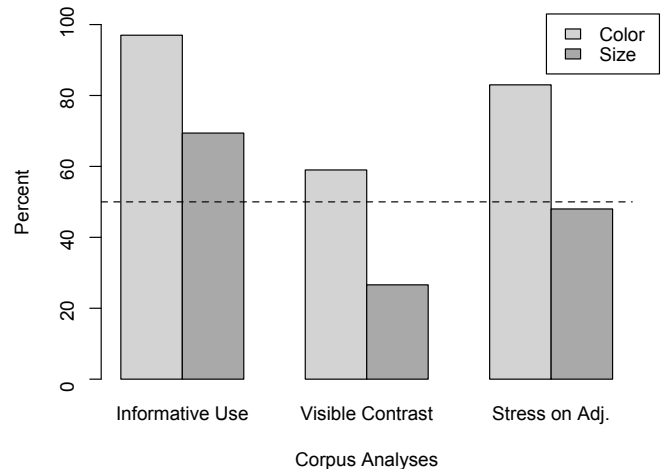 Color
Size
Percent
100
80
60
40
20
0
Informative Use
Visible Contrast
Stress on Adj.
Corpus Analyses